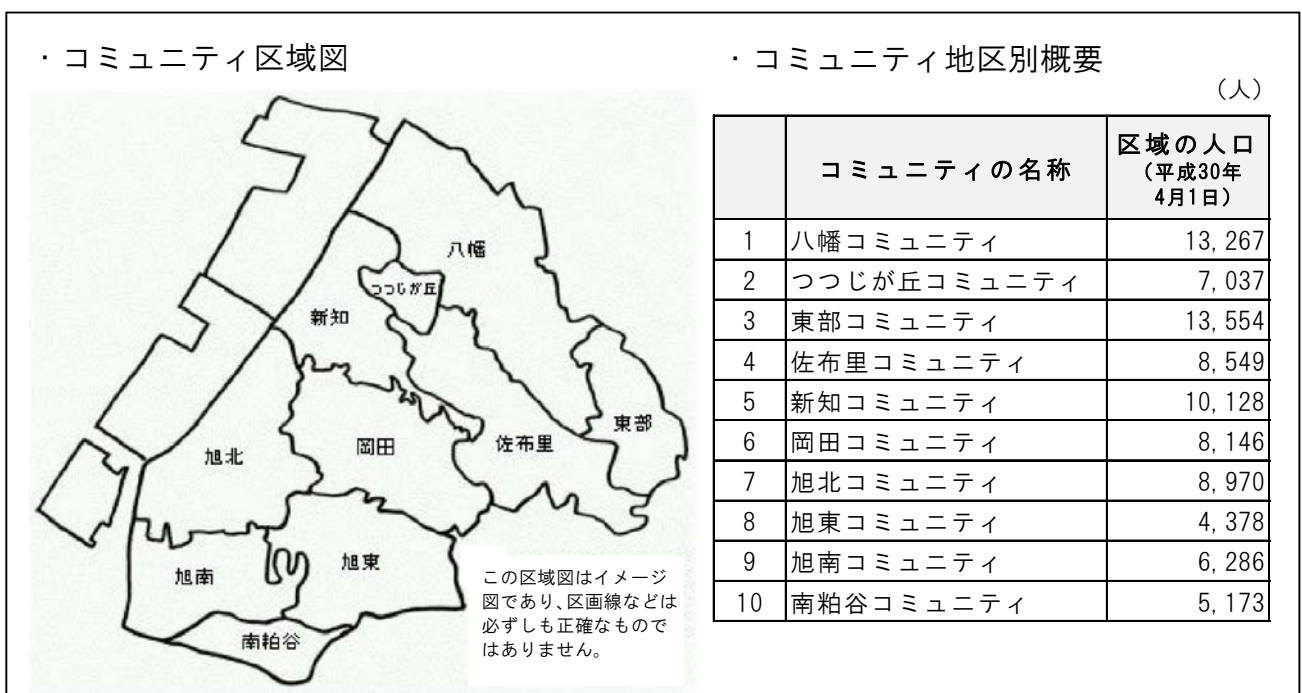 ・コミュニティ区域図
八幡
つつじが丘
新知
東部
佐布里
岡田
旭北
旭東
旭南
南粕谷
この区域図はイメージ
図であり、区画線などは
必ずしも正確なもので
はありません。
・コミュニティ地区別概要
（人）
コミュニティの名称 区域の人口
（平成30年
4月1日）
1 八幡コミュニティ 13,267
2 つつじが丘コミュニティ 7,037
3 東部コミュニティ 13,554
4 佐布里コミュニティ 8,549
5 新知コミュニティ 10,128
6 岡田コミュニティ 8,146
7 旭北コミュニティ 8,970
8 旭東コミュニティ 4,378
9 旭南コミュニティ 6,286
10 南粕谷コミュニティ 5,173